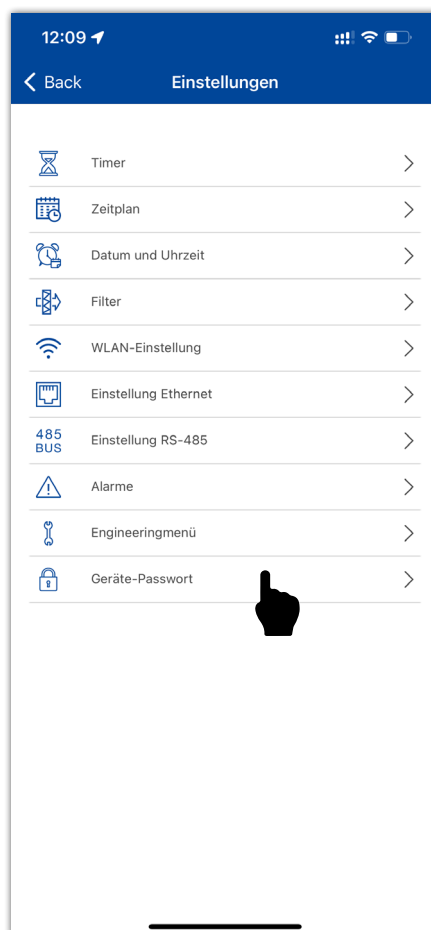 12:09
Back
Einstellungen
Timer
Zeitplan
Datum und Uhrzeit
Filter
WLAN-Einstellung
Einstellung Ethernet
485
BUS
Einstellung RS-485
Alarme
Engineeringmenü
Geräte-Passwort